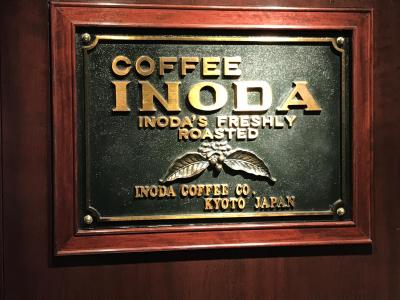 COFFEE
INODA
INODA'S FRESHLY
ROASTED
INODA COFFEE CO.
KYOTO JAPAN